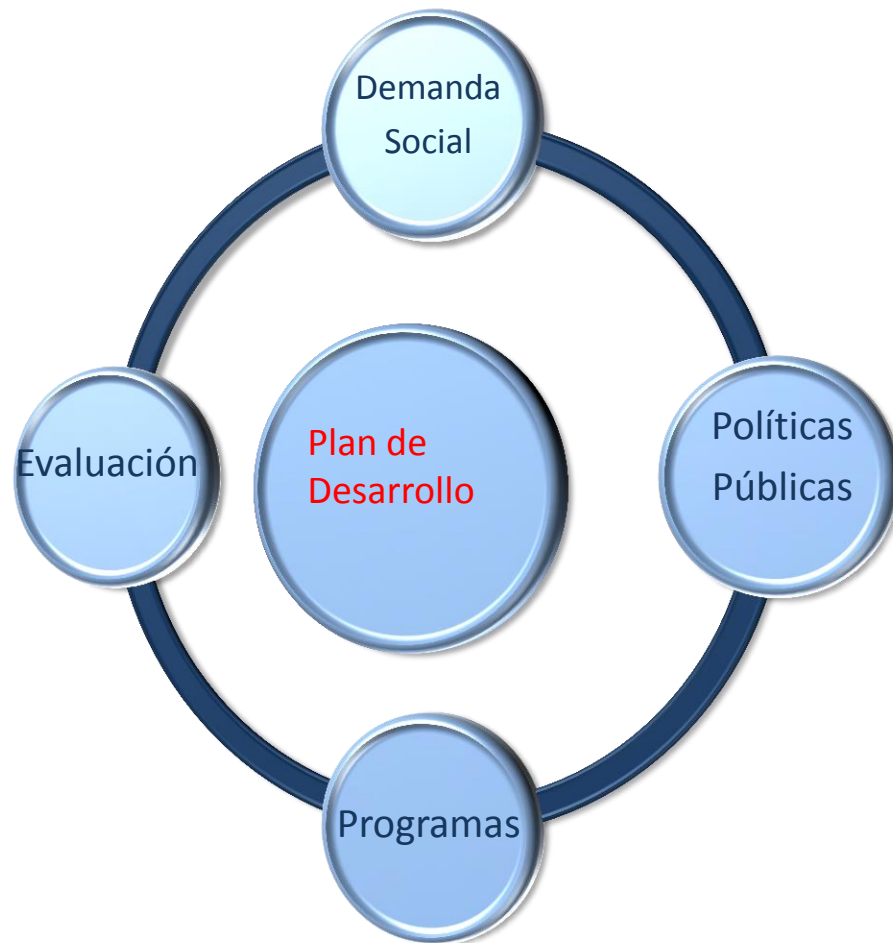 Demanda
Social
Políticas
Públicas
Plan de
Desarrollo
Evaluación
Programas